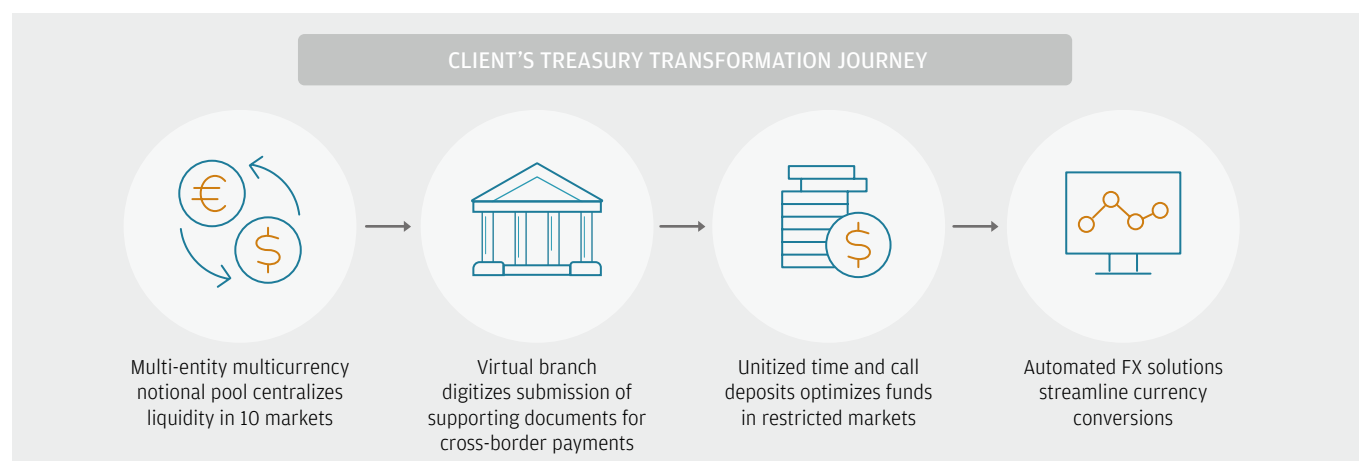 CLIENT'S TREASURY TRANSFORMATION JOURNEY
€
$
$
Multi-entity multicurrency
notional pool centralizes
liquidity in 10 markets
Virtual branch
digitizes submission of
supporting documents for
cross-border payments
Unitized time and call
deposits optimizes funds
in restricted markets
Automated FX solutions
streamline currency
conversions